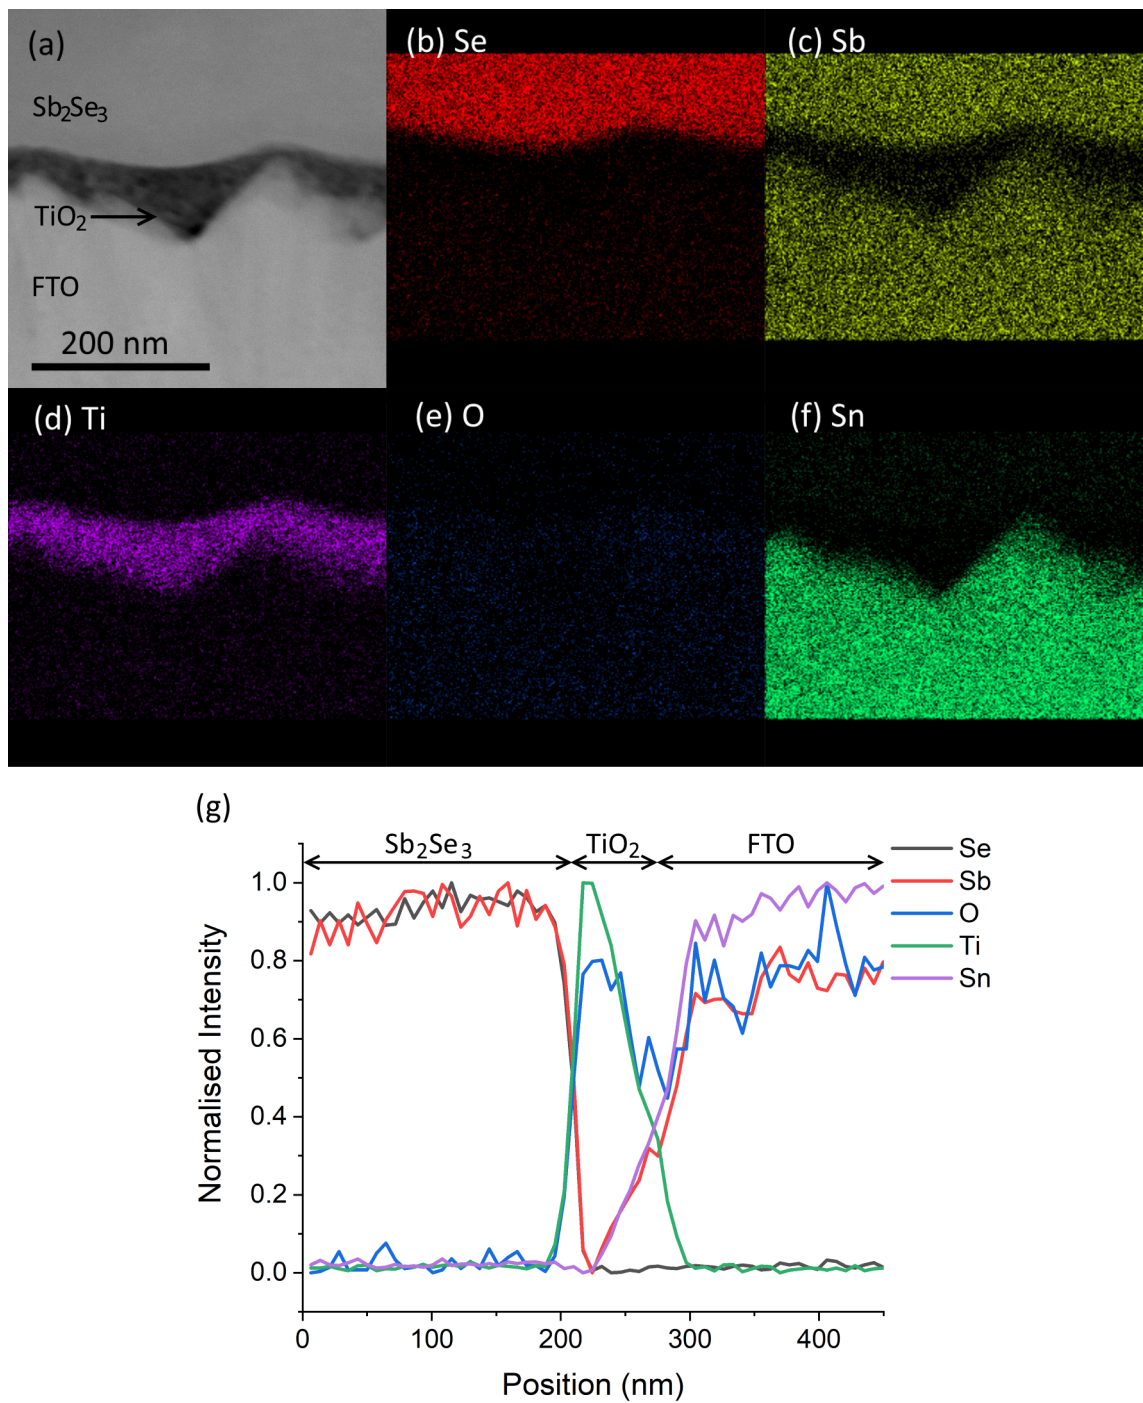 (a)
(b) Se
(c) Sb
Sb₂Se₃
TiO₂
FTO
200 nm
(d) Ti
(e) O
(f) Sn
(g)
Sb₂Se₃
TiO₂
FTO
Se
Sb
O
Ti
Sn
1.0
0.8
0.6
0.4
0.2
0.0
Normalised Intensity
0 100 200 300 400
Position (nm)